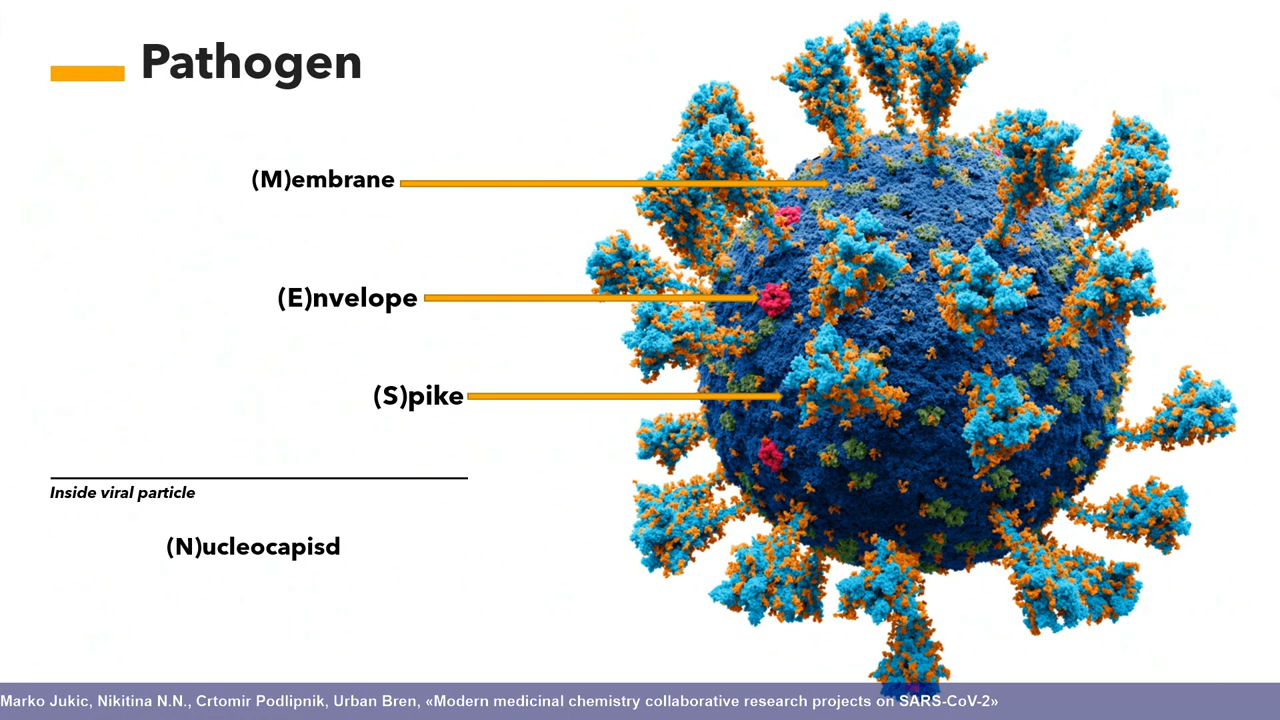 Pathogen
(M)embrane
(E)nvelope
(S)pike
Inside viral particle
(N)ucleocapisd
Marko Jukic, Nikitina N.N., Crtomir Podlipnik, Urban Bren, «Modern medicinal chemistry collaborative research projects on SARS-CoV-2»